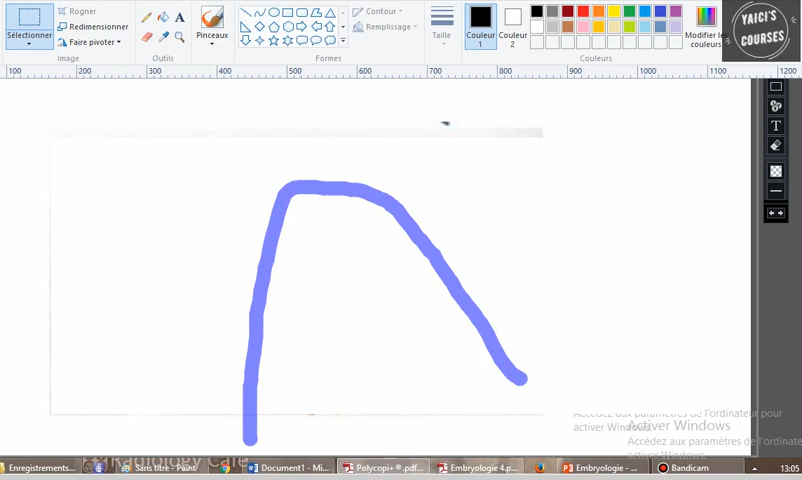 YAICI'S
COURSES
Sélectionner
Rogner
Redimensionner
Faire pivoter
Image
A
Outils
Pinceaux
Contour
Remplissage
Formes
Taille
Couleur
1
Couleur
2
Modifier les
couleurs
Couleurs
100 200 300 400 500 600 700 800 900 1000 1100 1200
T
Accédez aux paramètres de l'ordinateur pour
activer Windows.
Activer Windows
Accédez aux paramètres de l'ordinateur
activer Windows.
Radiology Cafe
Enregistrements... Sans titre - Paint Document1 - Mi... Polycopi+ ®.pdf... Embryologie 4.p... Embryologie - ... Bandicam 13:05